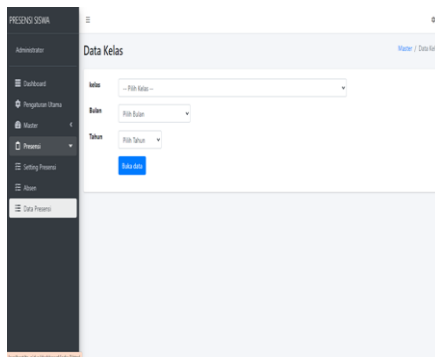 PRESENSI SISWA
Administrator
Dashboard
Pengaturan Utama
Master
Presensi
Setting Presensi
Absen
Data Presensi
Data Kelas
Master / Data Kel
kelas
-- Pilih Kelas --
Bulan
Pilih Bulan
Tahun
Pilih Tahun
Buka data